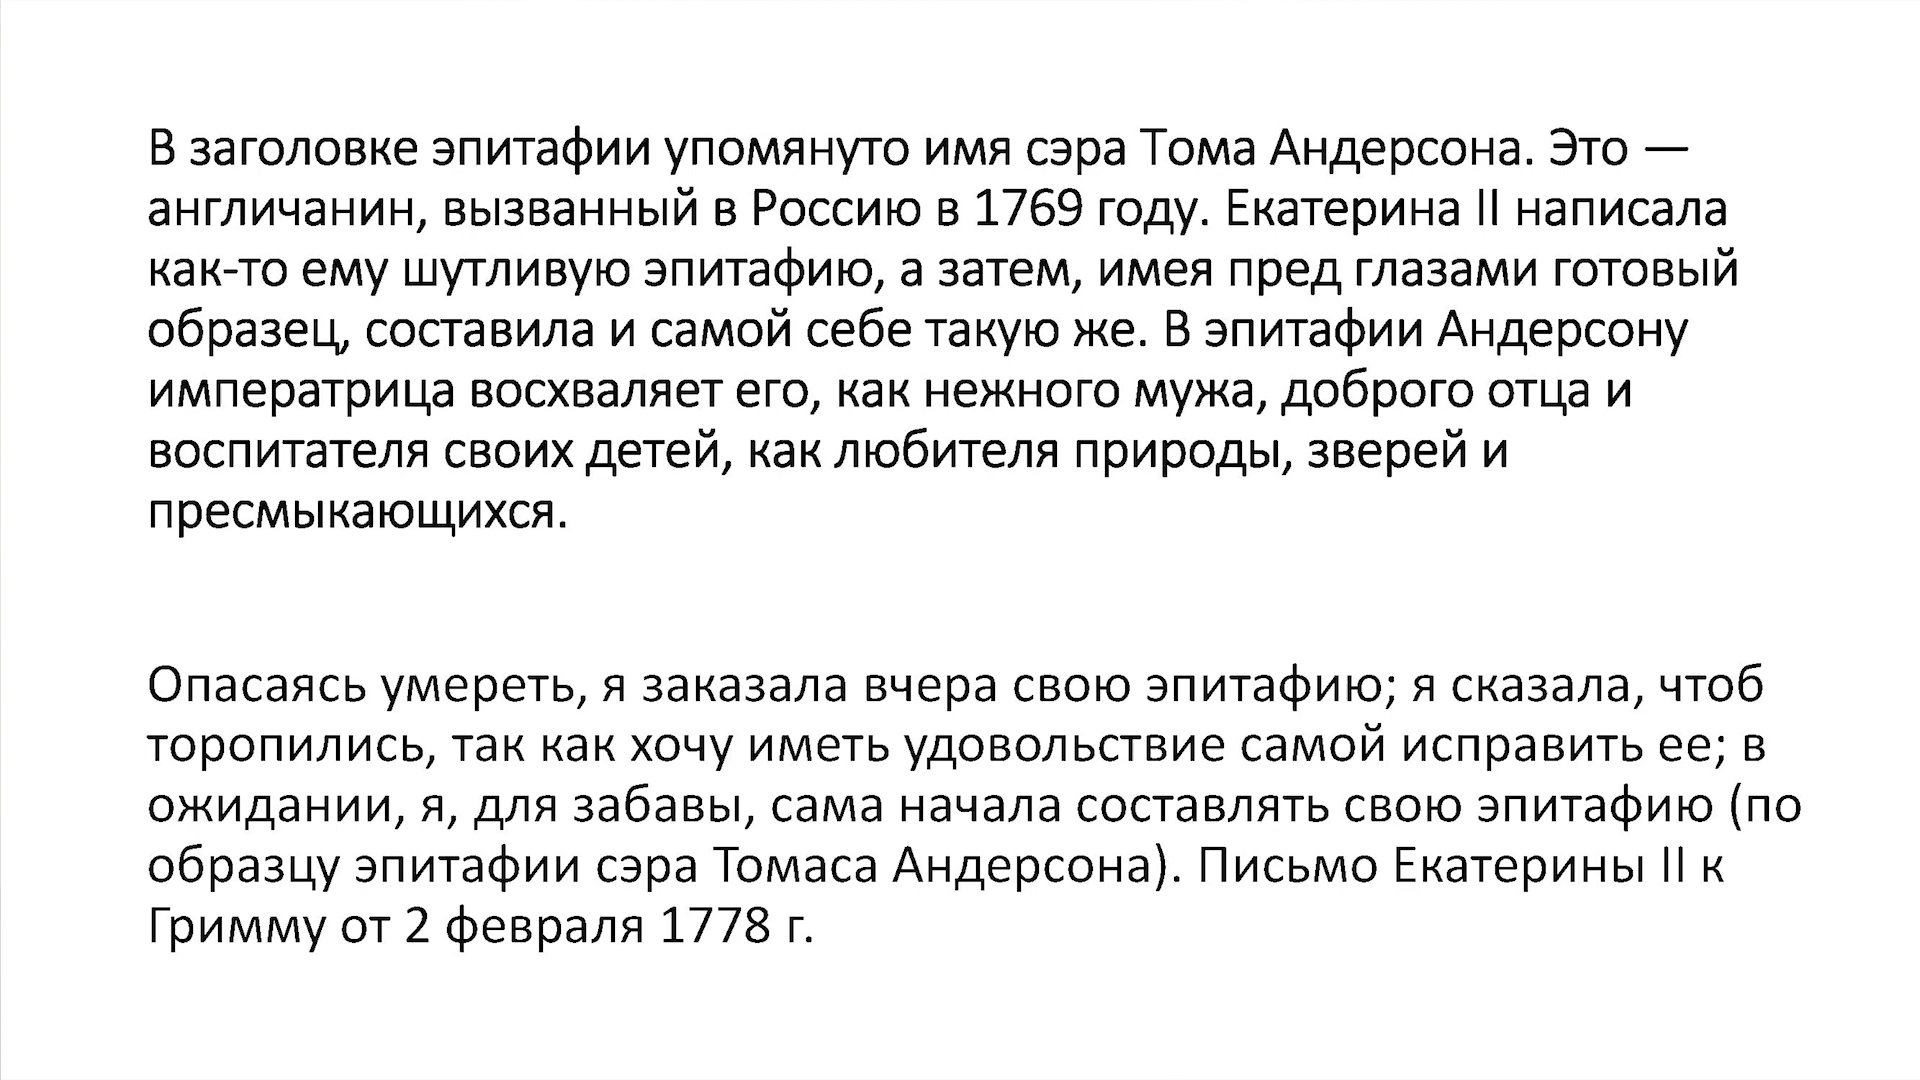 В заголовке эпитафии упомянуто имя сэра Тома Андерсона. Это —
англичанин, вызванный в Россию в 1769 году. Екатерина II написала
как-то ему шутливую эпитафию, а затем, имея пред глазами готовый
образец, составила и самой себе такую же. В эпитафии Андерсону
императрица восхваляет его, как нежного мужа, доброго отца и
воспитателя своих детей, как любителя природы, зверей и
пресмыкающихся.
Опасаясь умереть, я заказала вчера свою эпитафию; я сказала, чтоб
торопились, так как хочу иметь удовольствие самой исправить ее; в
ожидании, я, для забавы, сама начала составлять свою эпитафию (по
образцу эпитафии сэра Томаса Андерсона). Письмо Екатерины II к
Гримму от 2 февраля 1778 г.